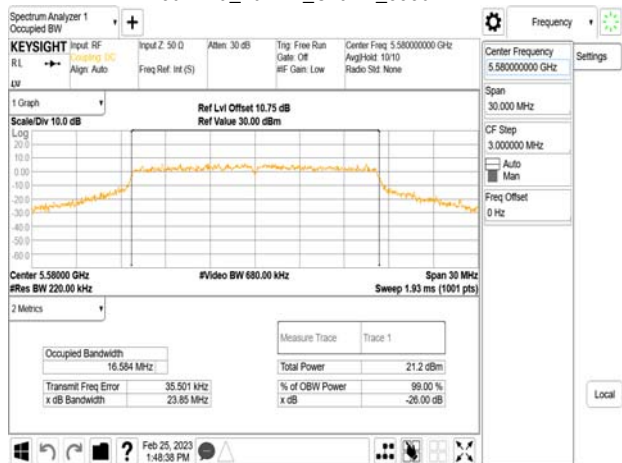 Spectrum Analyzer 1
Occupied BW
+
Frequency
KEYSIGHT
Input: RF
Coupling: DC
Align: Auto
Input Z: 50 Ω
Freq Ref: Int (S)
Atten: 30 dB
Trig: Free Run
Gate: Off
#IF Gain: Low
Center Freq: 5.580000000 GHz
Avg|Hold: 10/10
Radio Std: None
RL
LXI
Center Frequency
5.580000000 GHz
Settings
Span
30.000 MHz
CF Step
3.000000 MHz
Auto
Man
Freq Offset
0 Hz
Local
1 Graph
Scale/Div 10.0 dB
Ref Lvl Offset 10.75 dB
Ref Value 30.00 dBm
Log
20.0
10.0
0.00
-10.0
-20.0
-30.0
-40.0
-50.0
-60.0
Center 5.58000 GHz
#Res BW 220.00 kHz
#Video BW 680.00 kHz
Span 30 MHz
Sweep 1.93 ms (1001 pts)
2 Metrics
Measure Trace Trace 1
Occupied Bandwidth
16.584 MHz
Total Power 21.2 dBm
Transmit Freq Error 35.501 kHz
% of OBW Power 99.00 %
x dB Bandwidth 23.85 MHz
x dB -26.00 dB
?
Feb 25, 2023
1:48:38 PM